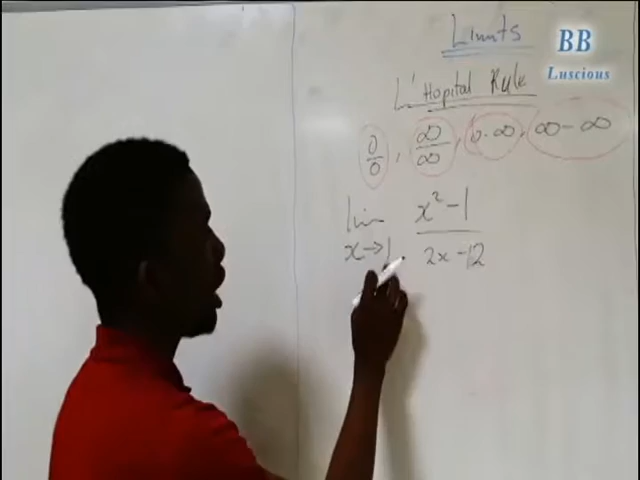 Limits
BB
Luscious
L'Hopital Rule
0/0, ∞/∞, 0·∞, ∞-∞
lim x→1 x²-1
2x-12